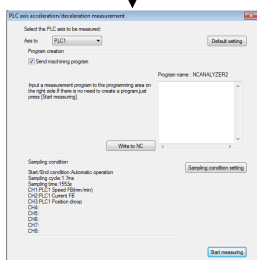 PLC axis acceleration/deceleration measurement
Select the PLC axis to be measured:
Axis to
PLC1
Default setting
Program creation
Send machining program
Program name : NCANALYZER2
Input a measurement program to the programming area on
the right side.If there is no need to create a program,just
press [Start measuring].
Write to NC
Sampling condition
Start/End condition:Automatic operation
Sampling cycle:1.7ms
Sampling time:1553s
CH1:PLC1 Speed FB(mm/min)
CH2:PLC1 Current FB
CH3:PLC1 Position droop
CH4:
CH5:
CH6:
CH7:
CH8:
Sampling condition setting
Start measuring